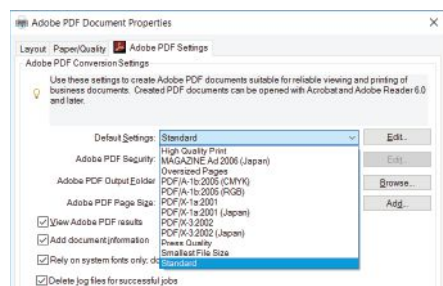 Adobe PDF Document Properties
Layout Paper/Quality Adobe PDF Settings
Adobe PDF Conversion Settings
Use these settings to create Adobe PDF documents suitable for reliable viewing and printing of
business documents. Created PDF documents can be opened with Acrobat and Adobe Reader 6.0
and later.
Default Settings: Standard Edit...
High Quality Print
MAGAZINE Ad 2006 (Japan)
Oversized Pages
PDF/A-1b:2005 (CMYK)
PDF/A-1b:2005 (RGB)
PDF/X-1a:2001
PDF/X-1a:2001 (Japan)
PDF/X-3:2002
PDF/X-3:2002 (Japan)
Press Quality
Smallest File Size
Standard
Adobe PDF Security: Edit...
Adobe PDF Output Folder Browse...
Adobe PDF Page Size: Add...
View Adobe PDF results
Add document information
Rely on system fonts only; do
Delete log files for successful jobs